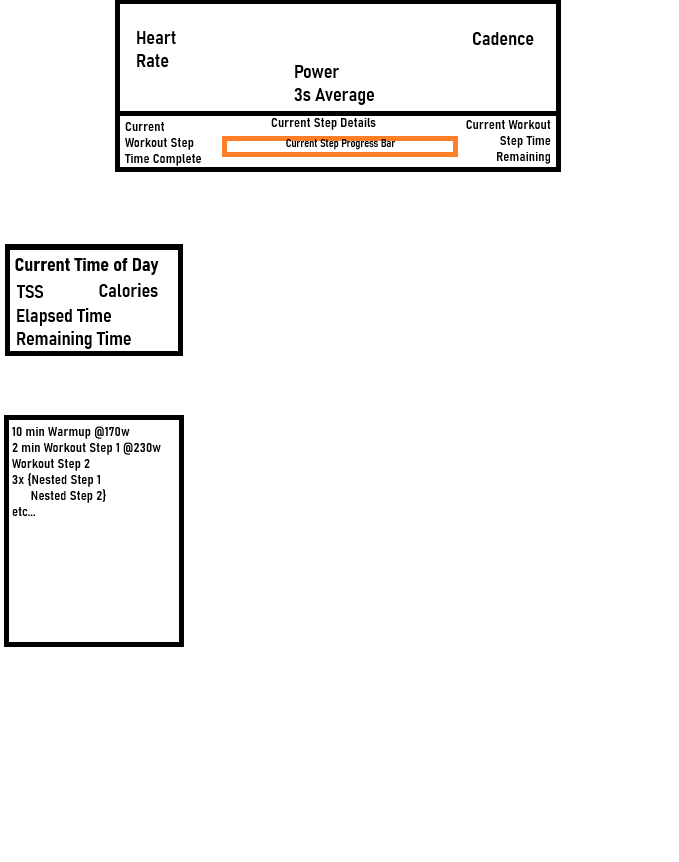 Heart
Rate
Cadence
Power
3s Average
Current
Workout Step
Time Complete
Current Step Details
Current Step Progress Bar
Current Workout
Step Time
Remaining
Current Time of Day
TSS Calories
Elapsed Time
Remaining Time
10 min Warmup @170w
2 min Workout Step 1 @230w
Workout Step 2
3x {Nested Step 1
Nested Step 2}
etc...